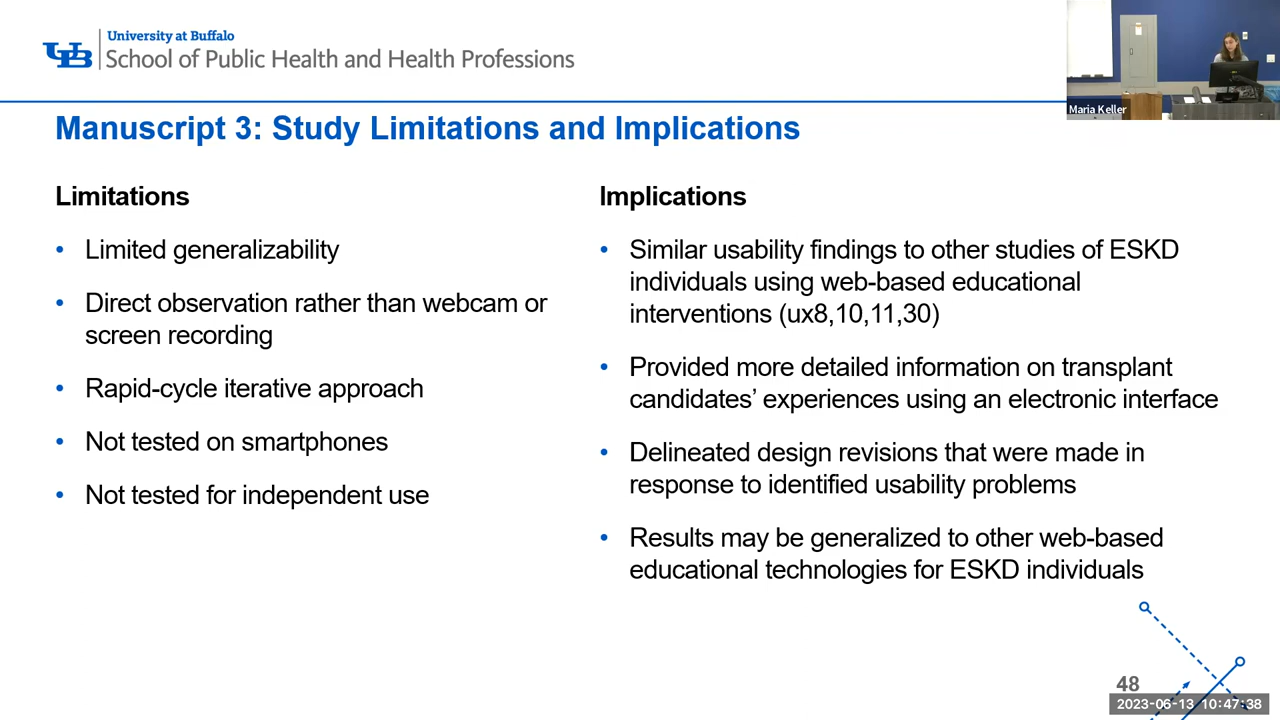 University at Buffalo
School of Public Health and Health Professions
Maria Keller
Manuscript 3: Study Limitations and Implications
Limitations
• Limited generalizability
• Direct observation rather than webcam or
screen recording
• Rapid-cycle iterative approach
• Not tested on smartphones
• Not tested for independent use
Implications
• Similar usability findings to other studies of ESKD
individuals using web-based educational
interventions (ux8,10,11,30)
• Provided more detailed information on transplant
candidates’ experiences using an electronic interface
• Delineated design revisions that were made in
response to identified usability problems
• Results may be generalized to other web-based
educational technologies for ESKD individuals
48
2023-06-13 10:47:38